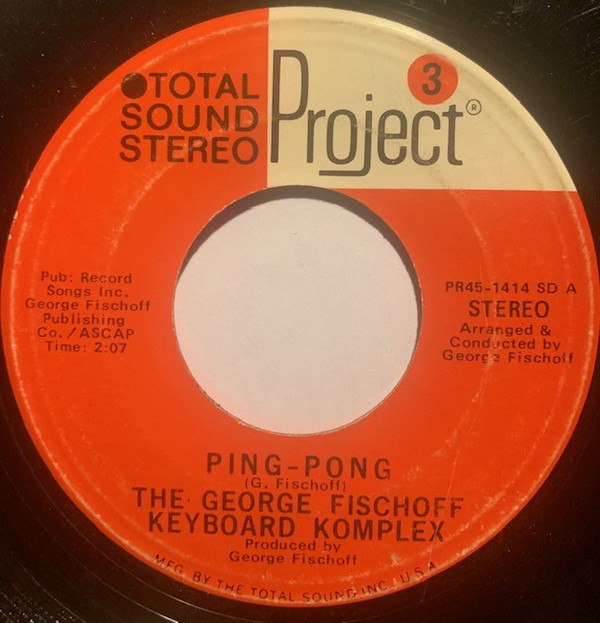 TOTAL
SOUND
STEREO
Project®
3
Pub: Record
Songs Inc.
George Fischoff
Publishing
Co./ASCAP
Time: 2:07
PR45-1414 SD A
STEREO
Arranged &
Conducted by
George Fischoff
PING-PONG
(G. Fischoff)
THE GEORGE FISCHOFF
KEYBOARD KOMPLEX
Produced by
George Fischoff
MFG. BY THE TOTAL SOUND INC / U S A